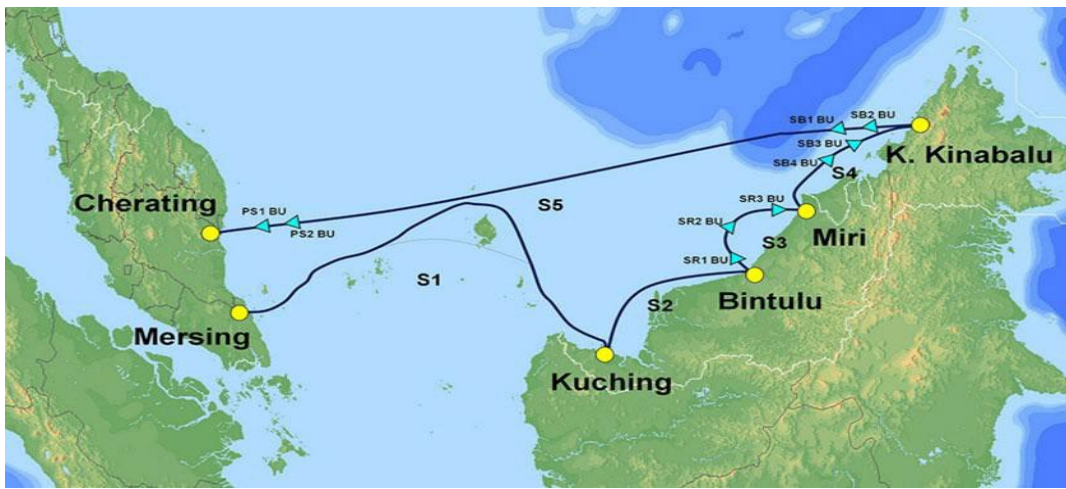 SB1 BU
SB2 BU
SB3 BU
K. Kinabalu
SB4 BU
S4
Cherating
PS1 BU
PS2 BU
S5
SR3 BU
SR2 BU
Miri
S3
SR1 BU
S1
Bintulu
S2
Mersing
Kuching